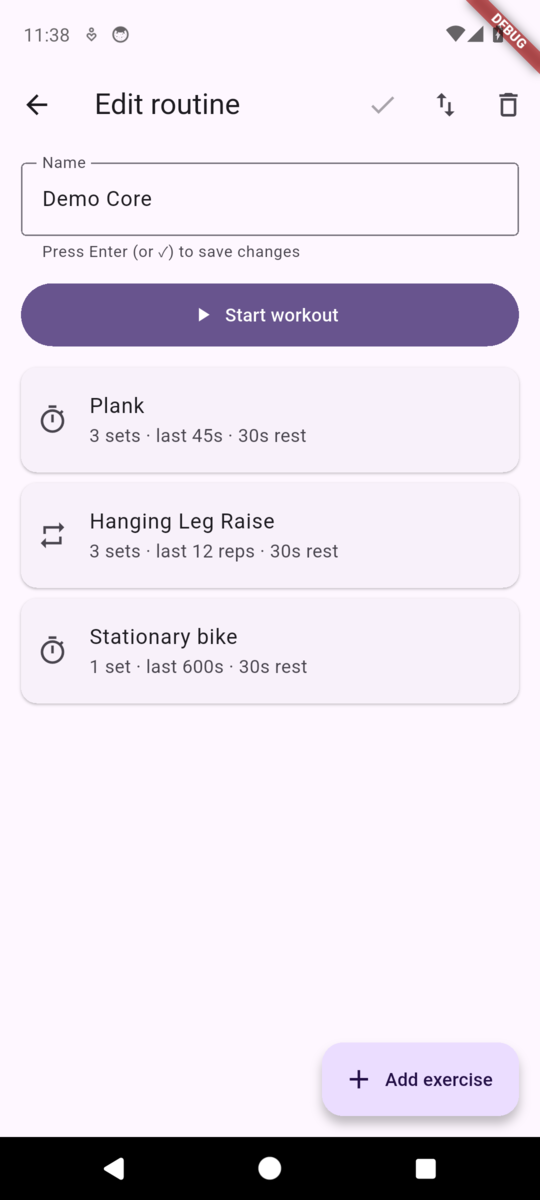 11:38
DEBUG
Edit routine
Name
Demo Core
Press Enter (or ✓) to save changes
Start workout
Plank
3 sets · last 45s · 30s rest
Hanging Leg Raise
3 sets · last 12 reps · 30s rest
Stationary bike
1 set · last 600s · 30s rest
Add exercise